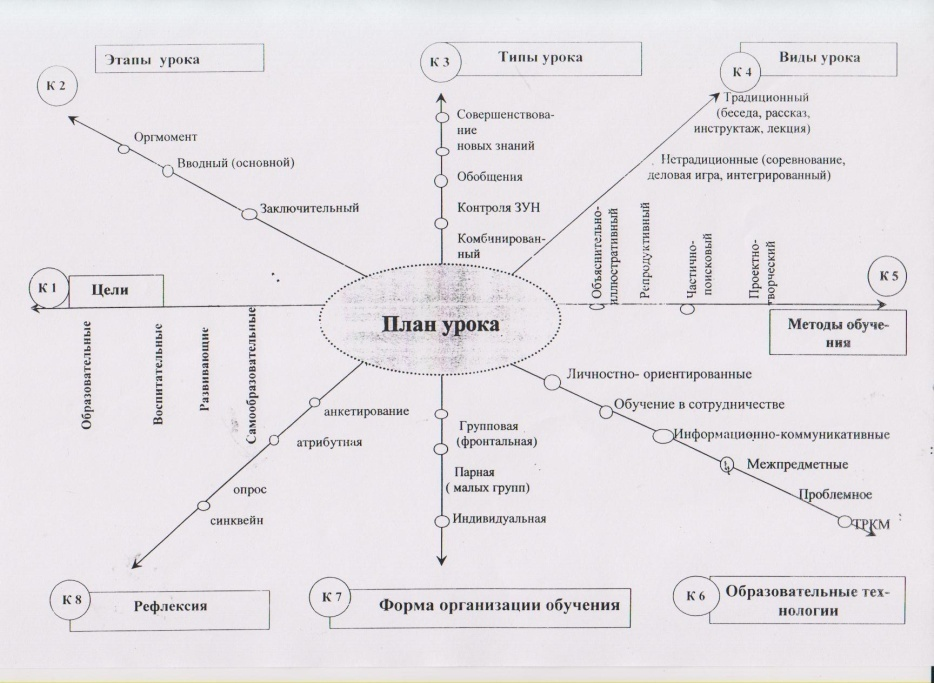 Этапы урока
К 2
Оргмомент
Вводный (основной)
Заключительный
К 3
Типы урока
Совершенствова-
ние
новых знаний
Обобщения
Контроля ЗУН
Комбинирован-
ный
К 4
Виды урока
Традиционный
(беседа, рассказ,
инструктаж, лекция)
Нетрадиционные (соревнование,
деловая игра, интегрированный)
К 1
Цели
Образовательные
Воспитательные
Развивающие
Самообразовательные
План урока
Объяснительно-
иллюстративный
Репродуктивный
Частично-
поисковый
Проектно-
творческий
К 5
Методы обуче-
ния
анкетирование
атрибутная
опрос
синквейн
К 8
Рефлексия
Групповая
(фронтальная)
Парная
( малых групп)
Индивидуальная
К 7
Форма организации обучения
Личностно- ориентированные
Обучение в сотрудничестве
Информационно-коммуникативные
Межпредметные
Проблемное
ТРКМ
К 6
Образовательные тех-
нологии